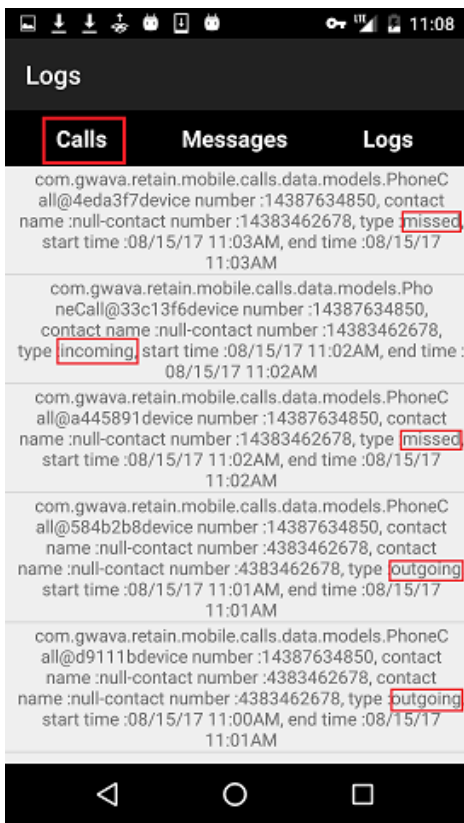 LTE 11:08
Logs
Calls Messages Logs
com.gwava.retain.mobile.calls.data.models.PhoneC
all@4eda3f7device number :14387634850, contact
name :null-contact number :14383462678, type :missed,
start time :08/15/17 11:03AM, end time :08/15/17
11:03AM
com.gwava.retain.mobile.calls.data.models.Pho
neCall@33c13f6device number :14387634850,
contact name :null-contact number :14383462678,
type :incoming, start time :08/15/17 11:02AM, end time :
08/15/17 11:02AM
com.gwava.retain.mobile.calls.data.models.PhoneC
all@a445891device number :14387634850, contact
name :null-contact number :14383462678, type :missed,
start time :08/15/17 11:02AM, end time :08/15/17
11:02AM
com.gwava.retain.mobile.calls.data.models.PhoneC
all@584b2b8device number :14387634850, contact
name :null-contact number :4383462678, contact
name :null-contact number :4383462678, type :outgoing
start time :08/15/17 11:01AM, end time :08/15/17
11:01AM
com.gwava.retain.mobile.calls.data.models.PhoneC
all@d9111bdevice number :14387634850, contact
name :null-contact number :4383462678, contact
name :null-contact number :4383462678, type :outgoing
start time :08/15/17 11:00AM, end time :08/15/17
11:01AM